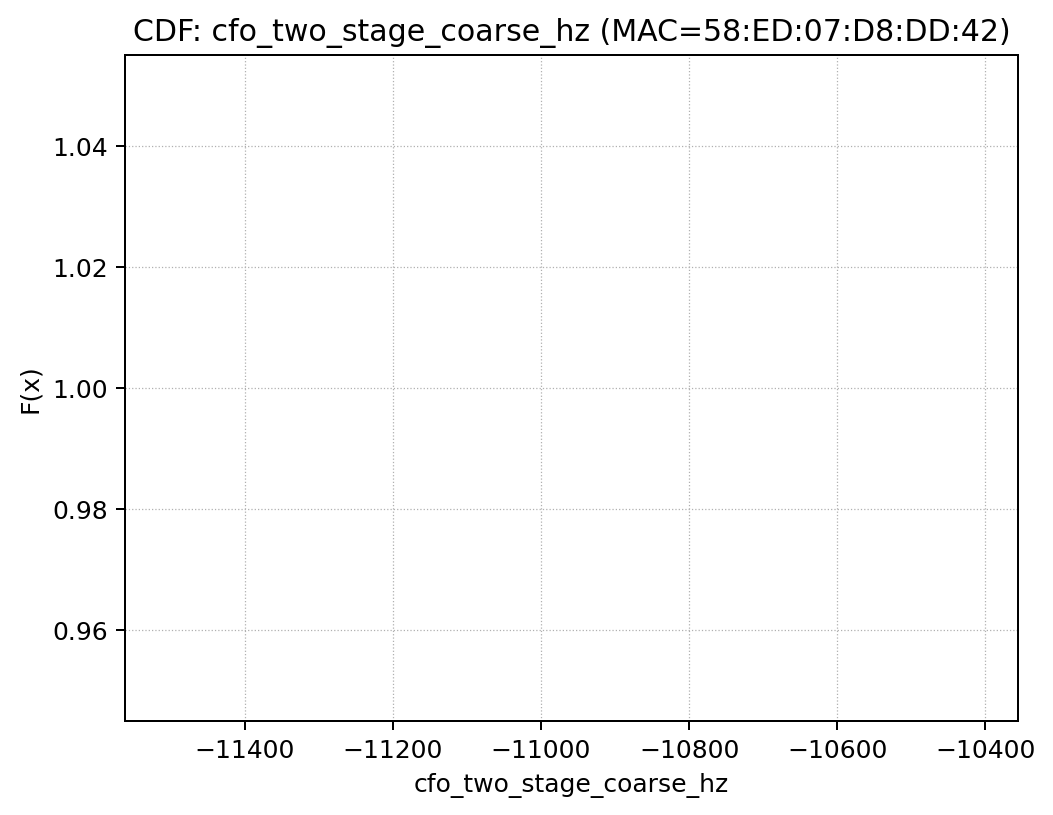 CDF: cfo_two_stage_coarse_hz (MAC=58:ED:07:D8:DD:42)
1.04
1.02
1.00
0.98
0.96
F(x)
−11400 −11200 −11000 −10800 −10600 −10400
cfo_two_stage_coarse_hz